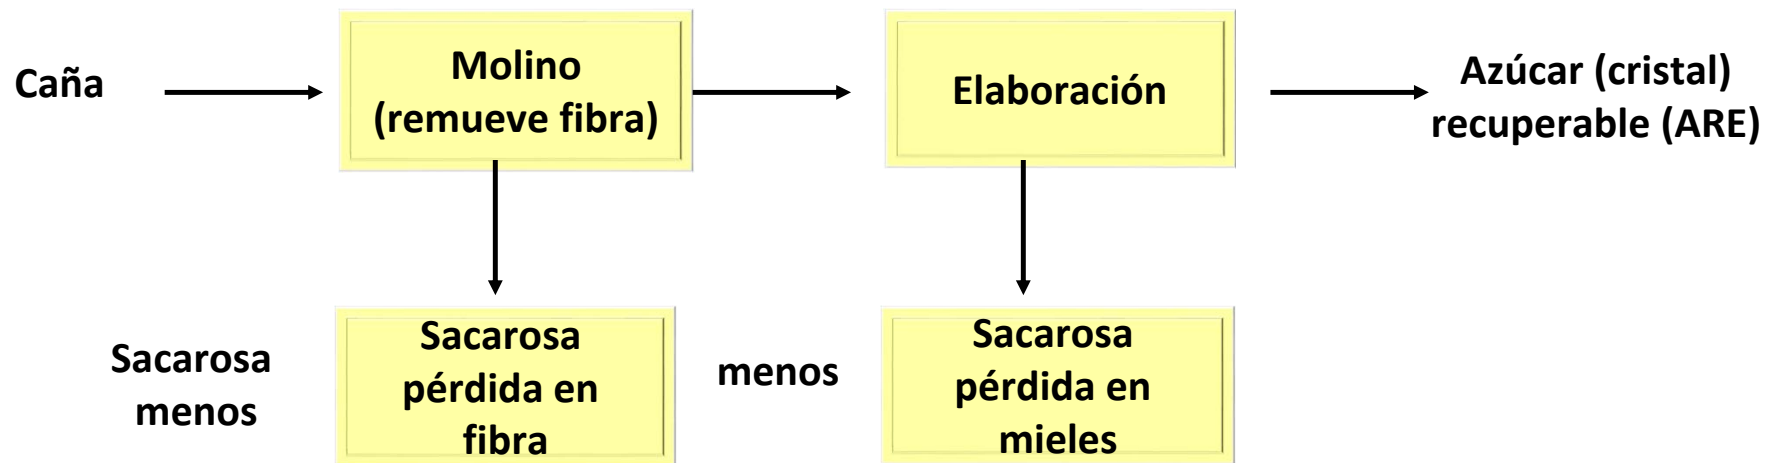 Caña
Molino
(remueve fibra)
Elaboración
Azúcar (cristal)
recuperable (ARE)
Sacarosa
menos
Sacarosa
pérdida en
fibra
menos
Sacarosa
pérdida en
mieles